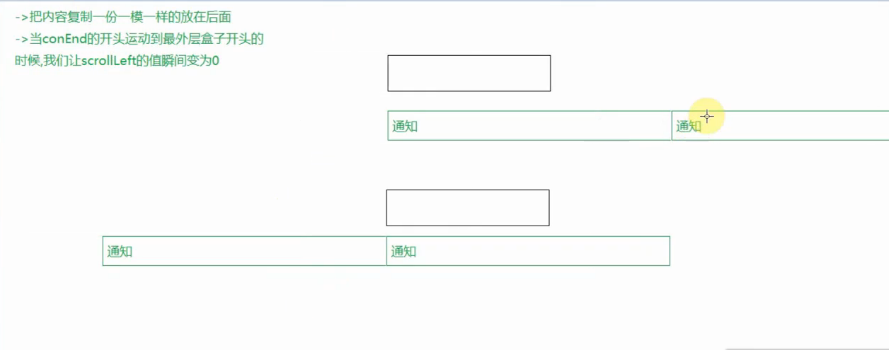 ->把内容复制一份一模一样的放在后面
->当conEnd的开头运动到最外层盒子开头的
时候,我们让scrollLeft的值瞬间变为0
通知 通知
通知 通知